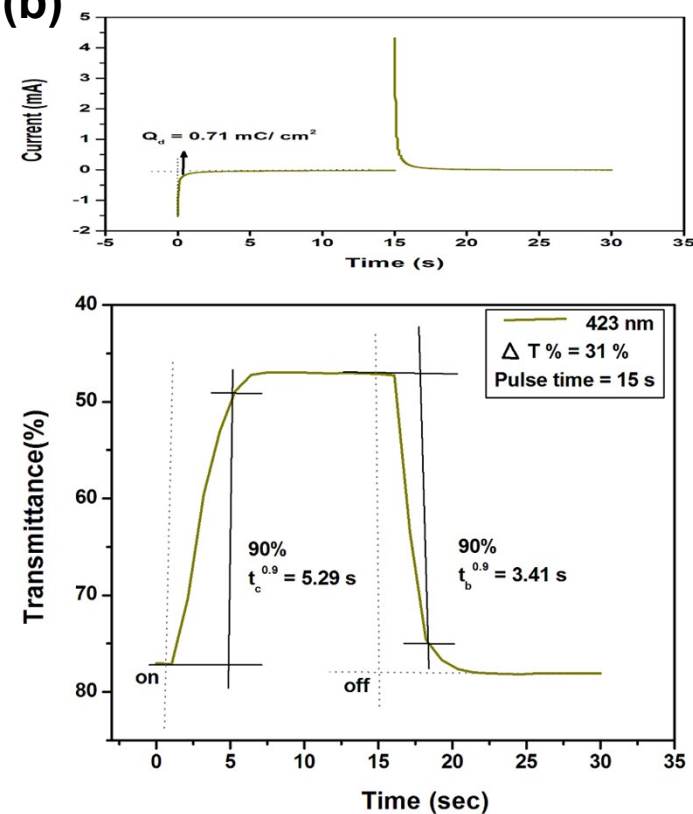 (b)
5
4
3
2
1
0
-1
-2
Current (mA)
Q_d = 0.71 mC/ cm²
-5 0 5 10 15 20 25 30 35
Time (s)
40
50
60
70
80
Transmittance(%)
423 nm
△ T % = 31 %
Pulse time = 15 s
90%
t_c^0.9 = 5.29 s
90%
t_b^0.9 = 3.41 s
on
off
0 5 10 15 20 25 30 35
Time (sec)